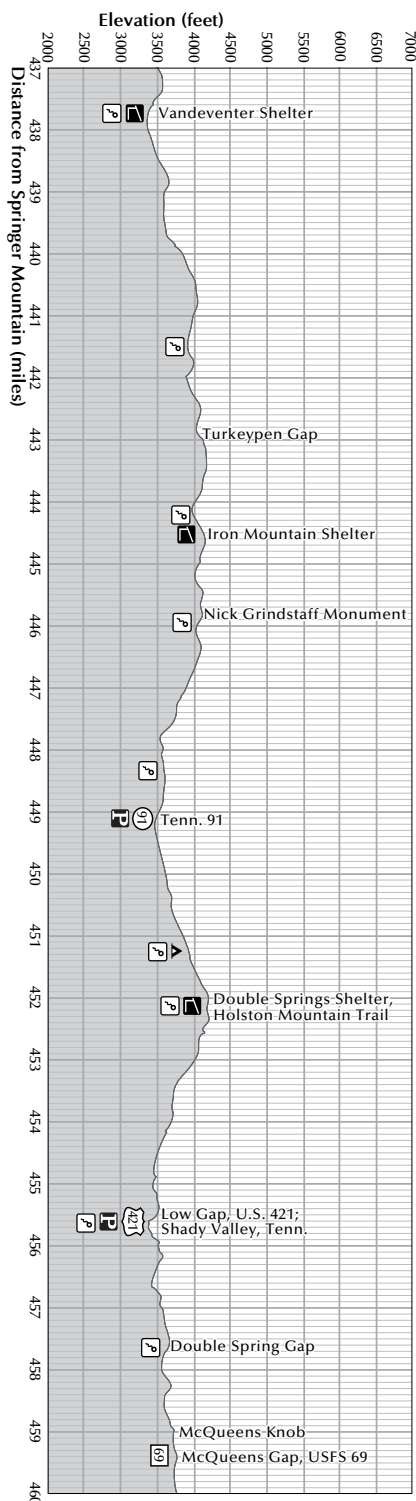 Elevation (feet)
2000
2500
3000
3500
4000
4500
5000
5500
6000
6500
7000
Distance from Springer Mountain (miles)
437
438
439
440
441
442
443
444
445
446
447
448
449
450
451
452
453
454
455
456
457
458
459
Vandeventer Shelter
Turkeypen Gap
Iron Mountain Shelter
Nick Grindstaff Monument
P
91
Tenn. 91
Double Springs Shelter,
Holston Mountain Trail
P
421
Low Gap, U.S. 421;
Shady Valley, Tenn.
Double Spring Gap
McQueens Knob
69
McQueens Gap, USFS 69